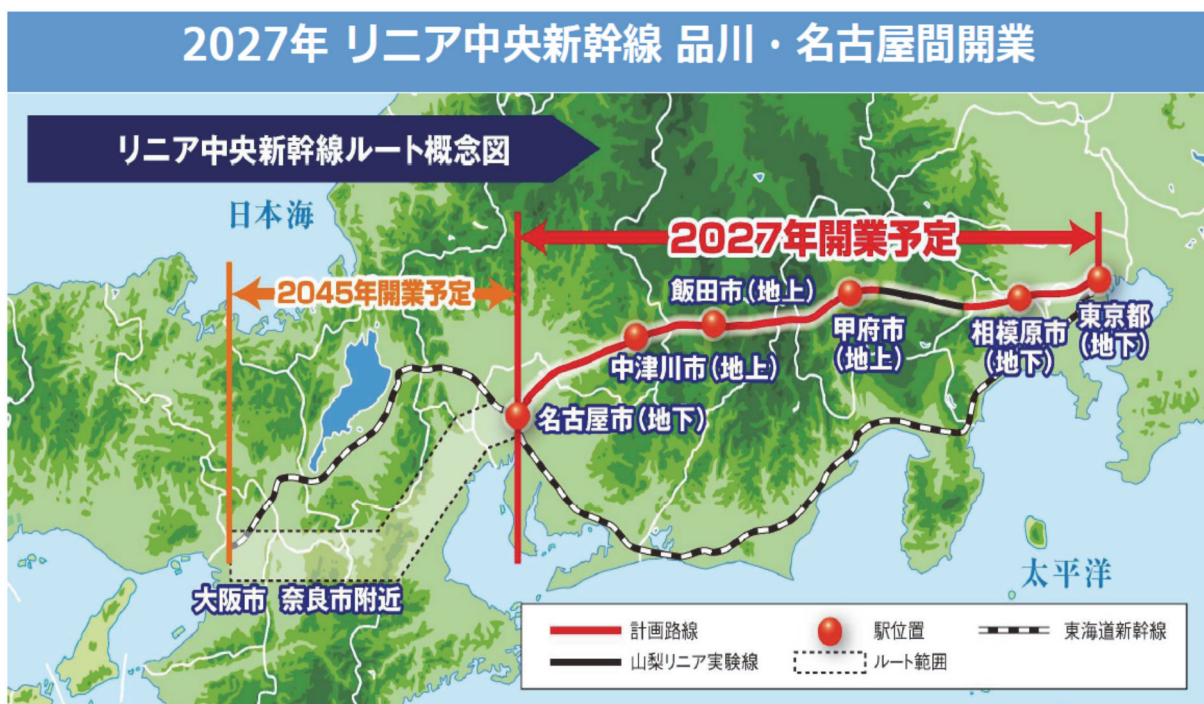 2027年 リニア中央新幹線 品川・名古屋間開業
リニア中央新幹線ルート概念図
日本海
2027年開業予定
2045年開業予定
飯田市(地上)
甲府市
(地上)
相模原市
(地下)
東京都
(地下)
中津川市(地上)
名古屋市(地下)
大阪市
奈良市附近
太平洋
計画路線
駅位置
東海道新幹線
山梨リニア実験線
ルート範囲